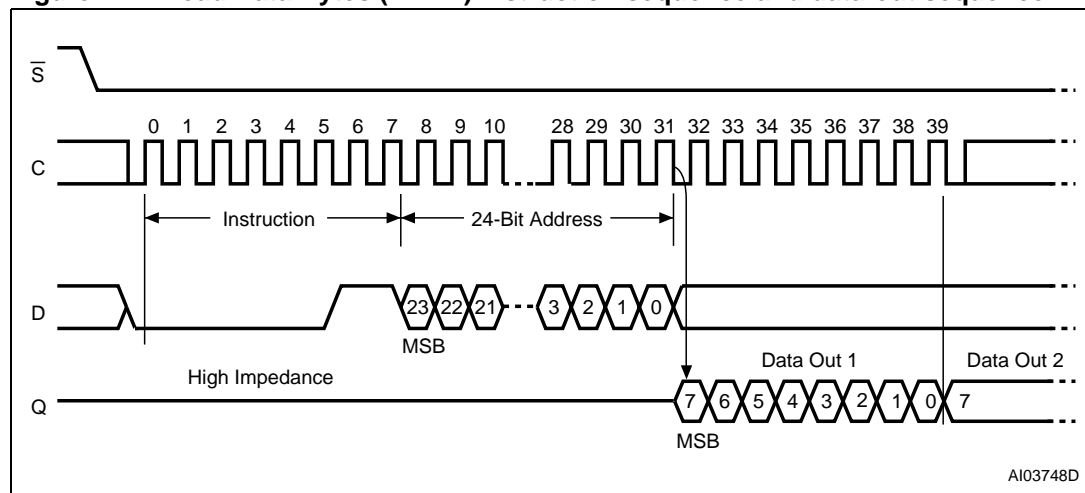 S
0 1 2 3 4 5 6 7 8 9 10 28 29 30 31 32 33 34 35 36 37 38 39
C
Instruction 24-Bit Address
D
23 22 21 3 2 1 0
MSB
High Impedance Data Out 1 Data Out 2
Q
7 6 5 4 3 2 1 0 7
MSB
AI03748D